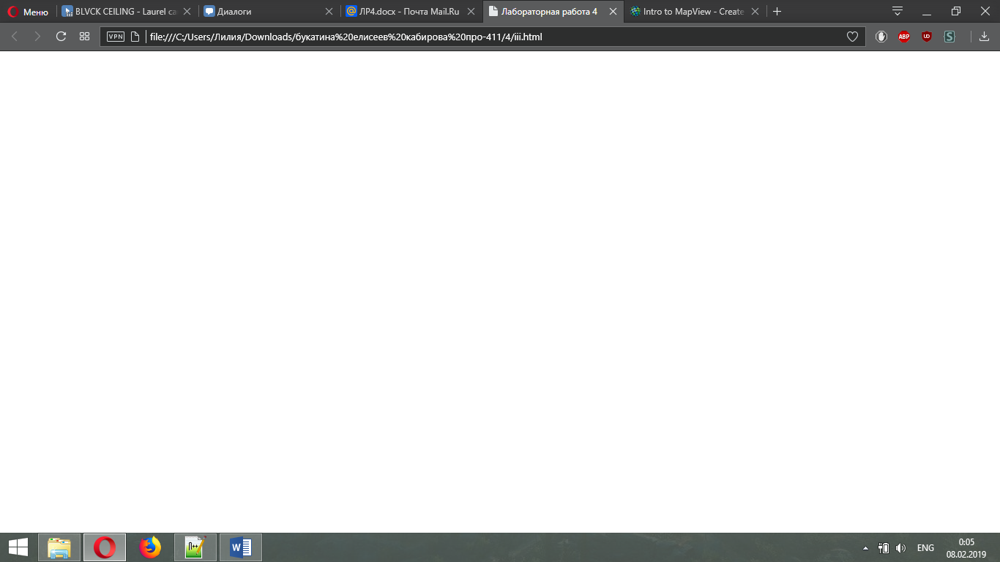 Меню
BLVCK CEILING - Laurel ca
Диалоги
ЛР4.docx - Почта Mail.Ru
Лабораторная работа 4
Intro to MapView - Create
VPN
file:///C:/Users/Лилия/Downloads/букатина%20елисеев%20кабирова%20про-411/4/iii.html
ABP
UD
S
ENG
0:05
08.02.2019